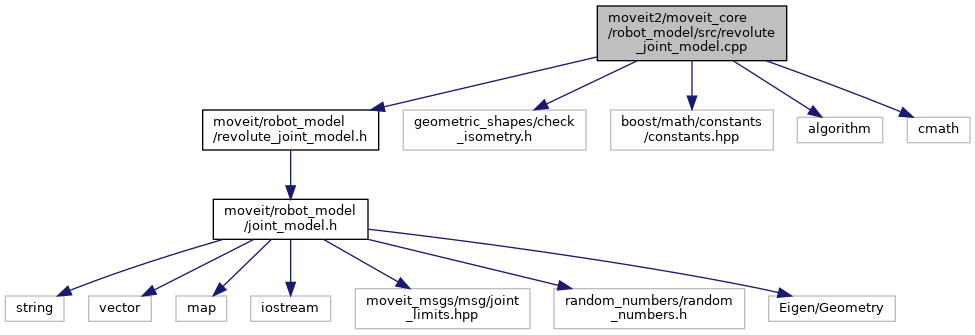 moveit2/moveit_core
/robot_model/src/revolute
_joint_model.cpp
moveit/robot_model
/revolute_joint_model.h
geometric_shapes/check
_isometry.h
boost/math/constants
/constants.hpp
algorithm
cmath
moveit/robot_model
/joint_model.h
string
vector
map
iostream
moveit_msgs/msg/joint
_limits.hpp
random_numbers/random
_numbers.h
Eigen/Geometry